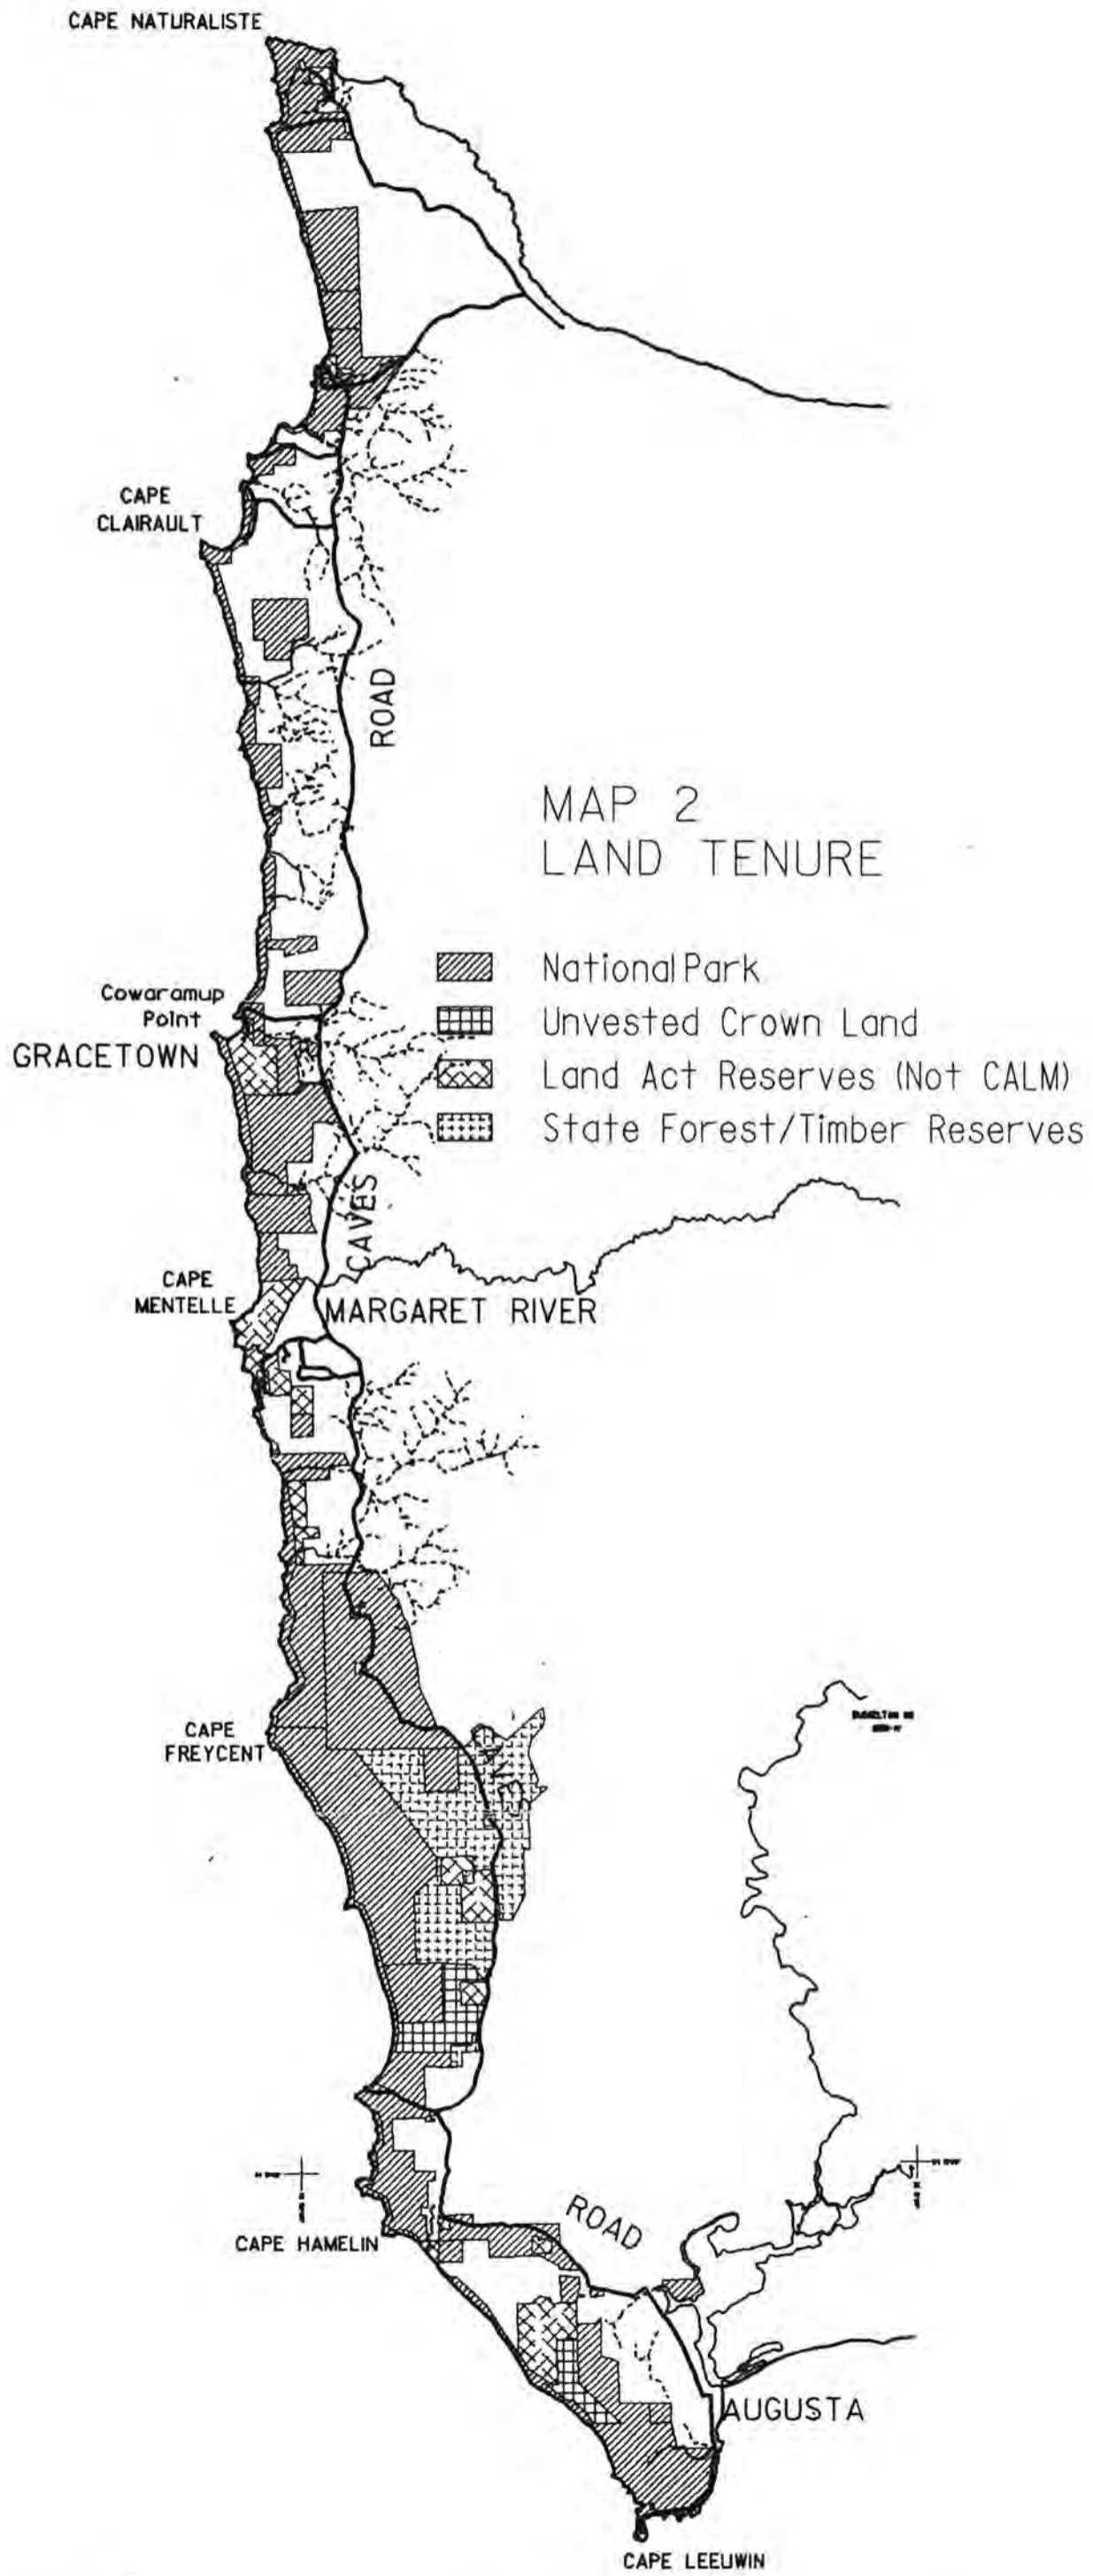 CAPE NATURALISTE
CAPE
CLAIRAULT
ROAD
MAP 2
LAND TENURE
National Park
Unvested Crown Land
Land Act Reserves (Not CALM)
State Forest/Timber Reserves
Cowaramup
Point
GRACETOWN
CAVES
CAPE
MENTELLE
MARGARET RIVER
CAPE
FREYCENT
CAPE HAMELIN
ROAD
AUGUSTA
CAPE LEEUWIN